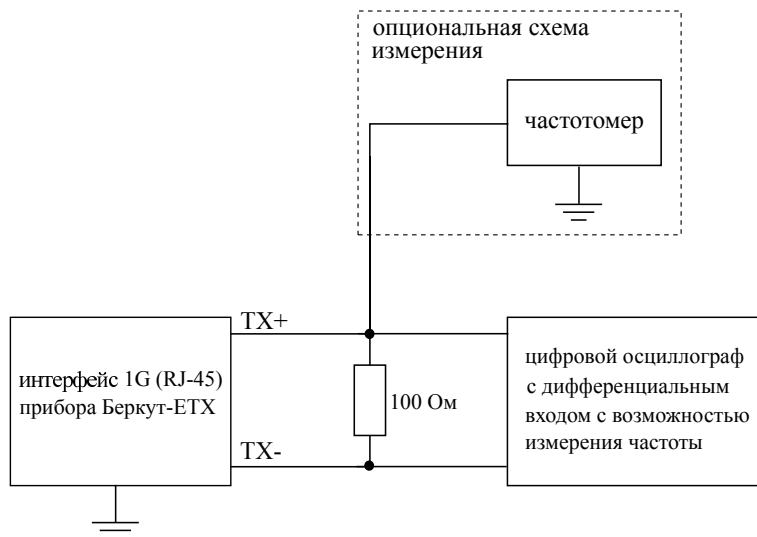 опциональная схема
измерения
частотомер
TX+
интерфейс 1G (RJ-45)
прибора Беркут-ETX
100 Ом
цифровой осциллограф
с дифференциальным
входом с возможностью
измерения частоты
TX-